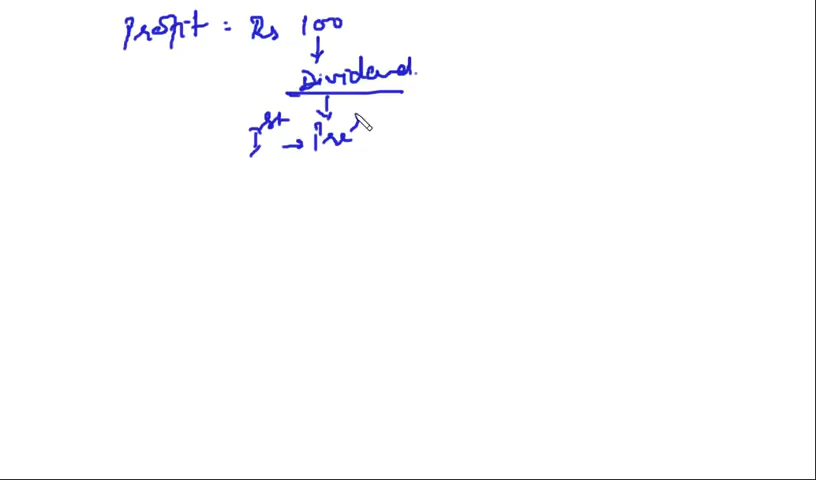 Profit = Rs 100
Dividend.
Ist → Pre